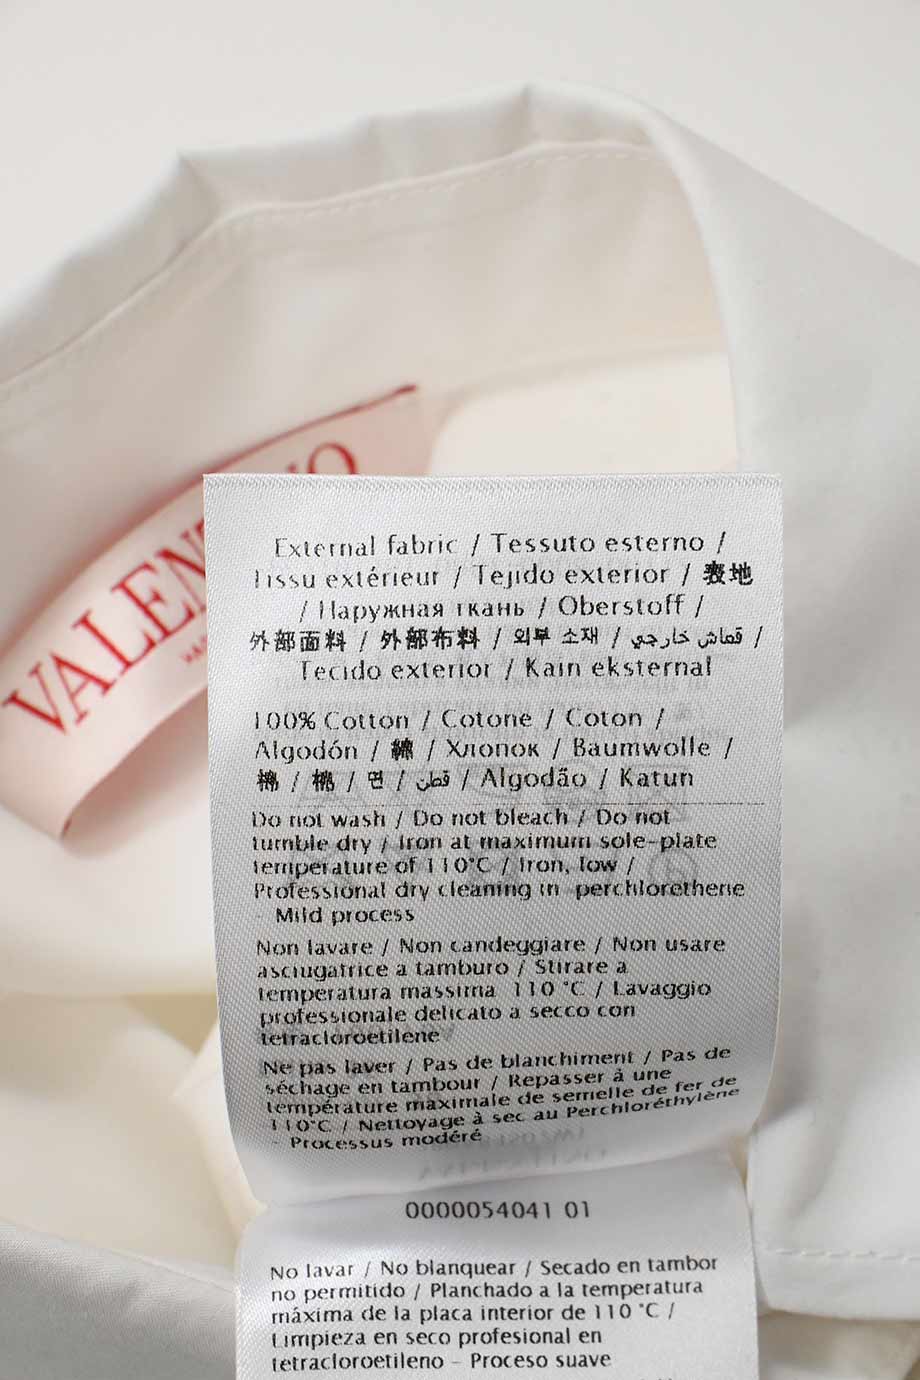 VALEN
O
External fabric / Tessuto esterno /
Tissu extérieur / Tejido exterior / 表地
/ Наружная ткань / Oberstoff /
外部面料 / 外部布料 / 외부 소재 / قماش خارجي /
Tecido exterior / Kain eksternal
100% Cotton / Cotone / Coton /
Algodón / 綿 / Хлопок / Baumwolle /
棉 / 棉 / 면 / قطن / Algodão / Katun
Do not wash / Do not bleach / Do not
tumble dry / Iron at maximum sole-plate
temperature of 110°C / Iron, low /
Professional dry cleaning in perchlorethene
- Mild process
Non lavare / Non candeggiare / Non usare
asciugatrice a tamburo / Stirare a
temperatura massima 110 °C / Lavaggio
professionale delicato a secco con
tetracloroetilene
Ne pas laver / Pas de blanchiment / Pas de
séchage en tambour / Repasser à une
température maximale de semelle de fer de
110°C / Nettoyage à sec au Perchloréthylène
- Processus modéré
0000054041 01
No lavar / No blanquear / Secado en tambor
no permitido / Planchado a la temperatura
máxima de la placa interior de 110 °C /
Limpieza en seco profesional en
tetracloroetileno - Proceso suave